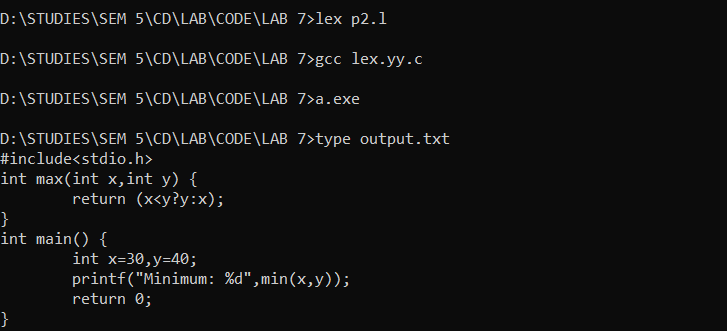 D:\STUDIES\SEM 5\CD\LAB\CODE\LAB 7>lex p2.l
D:\STUDIES\SEM 5\CD\LAB\CODE\LAB 7>gcc lex.yy.c
D:\STUDIES\SEM 5\CD\LAB\CODE\LAB 7>a.exe
D:\STUDIES\SEM 5\CD\LAB\CODE\LAB 7>type output.txt
#include<stdio.h>
int max(int x,int y) {
        return (x<y?y:x);
}
int main() {
        int x=30,y=40;
        printf("Minimum: %d",min(x,y));
        return 0;
}